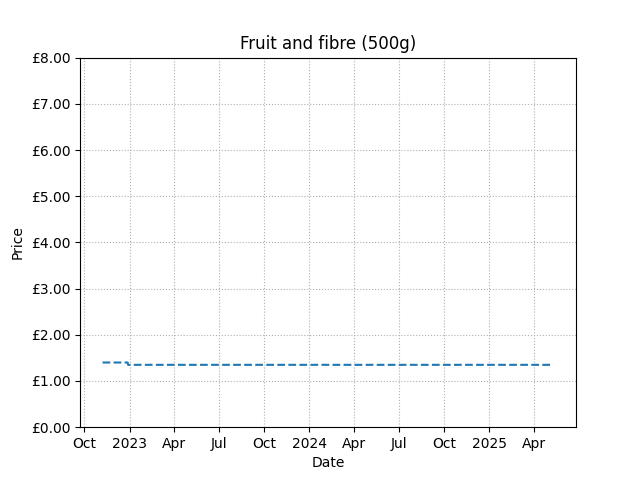 Fruit and fibre (500g)
£8.00
£7.00
£6.00
£5.00
£4.00
£3.00
£2.00
£1.00
£0.00
Price
Oct 2023 Apr Jul Oct 2024 Apr Jul Oct 2025 Apr
Date